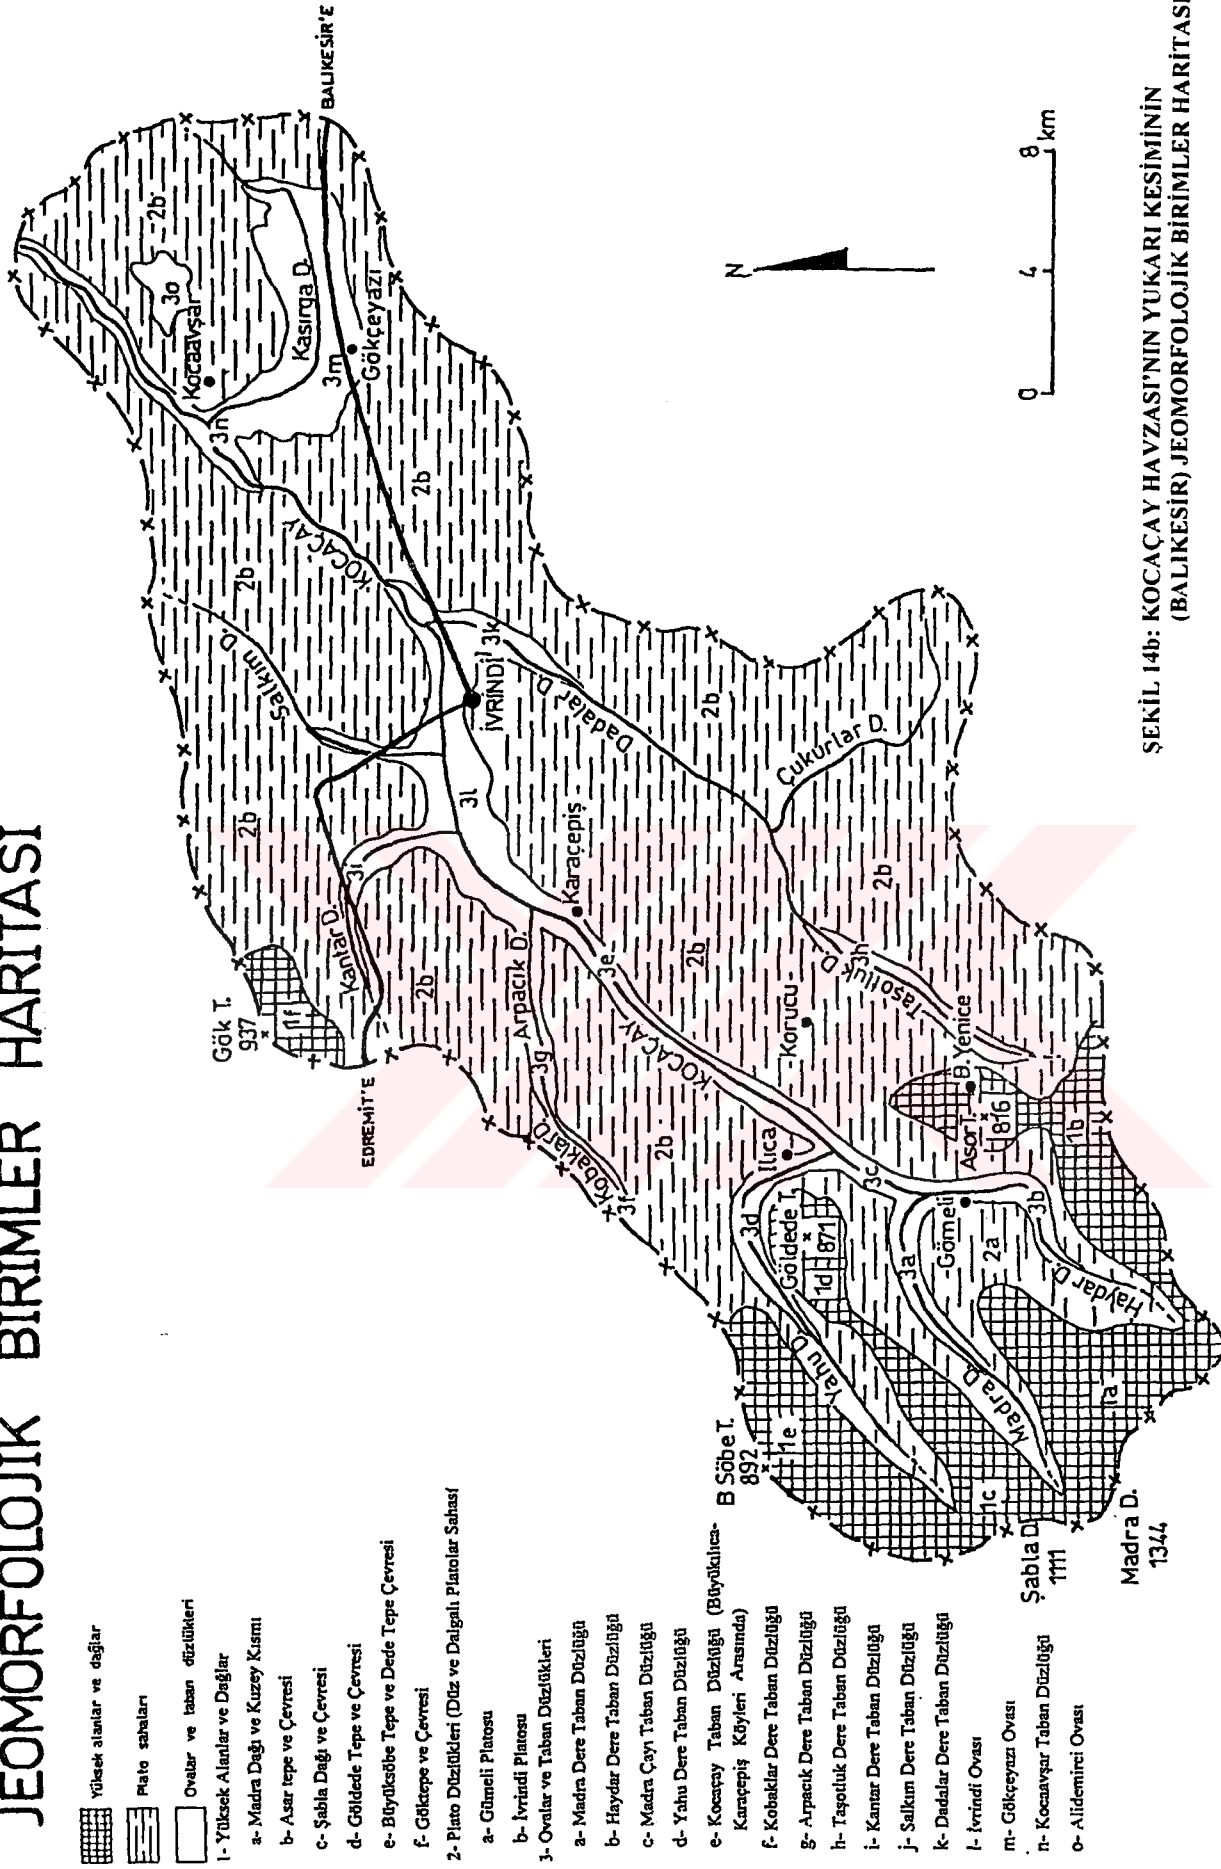 JEOMORFOLOJİK BİRİMLER HARİTASI
Yüksek alanlar ve dağlar
Plato sahaları
Ovalar ve taban düzlükleri
1- Yüksek Alanlar ve Dağlar
a- Madra Dağı ve Kuzey Kısmı
b- Asar tepe ve Çevresi
c- Şabla Dağı ve Çevresi
d- Göldede Tepe ve Çevresi
e- Büyüksöbe Tepe ve Dede Tepe Çevresi
f- Göktepe ve Çevresi
2- Plato Düzlükleri (Düz ve Dalgalı Platolar Sahası
a- Gümeli Platosu
b- İvrindi Platosu
3- Ovalar ve Taban Düzlükleri
a- Madra Dere Taban Düzlüğü
b- Haydar Dere Taban Düzlüğü
c- Madra Çayı Taban Düzlüğü
d- Yahu Dere Taban Düzlüğü
e- Kocaçay Taban Düzlüğü (Büyükılıca-
Karaçepiş Köyleri Arasında)
f- Kobaklar Dere Taban Düzlüğü
g- Arpacık Dere Taban Düzlüğü
h- Taşoluk Dere Taban Düzlüğü
i- Kantar Dere Taban Düzlüğü
j- Salkım Dere Taban Düzlüğü
k- Dadalar Dere Taban Düzlüğü
l- İvrindi Ovası
m- Gökçeyazı Ovası
n- Kocaavşar Taban Düzlüğü
o- Alidemirci Ovası
Gök T.
937
1f
EDREMİT'E
Kantar D.
3i
2b
Salkım D.
2b
2b
KOCAÇAY
3n
Kocaavşar
3o
2b
Kasırga D.
BALIKESİR'E
3m
Gökçeyazı
2b
İVRİNDİ
3k
3l
Dadalar D.
2b
Çukurlar D.
Karaçepiş
3e
Arpacık D.
3g
Kobaklar D.
3f
2b
KOCAÇAY
2b
Korucu
2b
Taşolluk D.
3h
B.Yenice
Asar T.
816
1b
Ilıca
3c
3d
Göldede T.
871
1d
3a
Gömeli
2a
3b
Haydar D.
Yahu D.
Madra D.
B Söbe T.
892
1e
1c
1a
Şabla D.
1111
Madra D.
1344
N
0 4 8 km
ŞEKİL 14b: KOCAÇAY HAVZASI'NIN YUKARI KESİMİNİN
(BALIKESİR) JEOMORFOLOJİK BİRİMLER HARİTASI